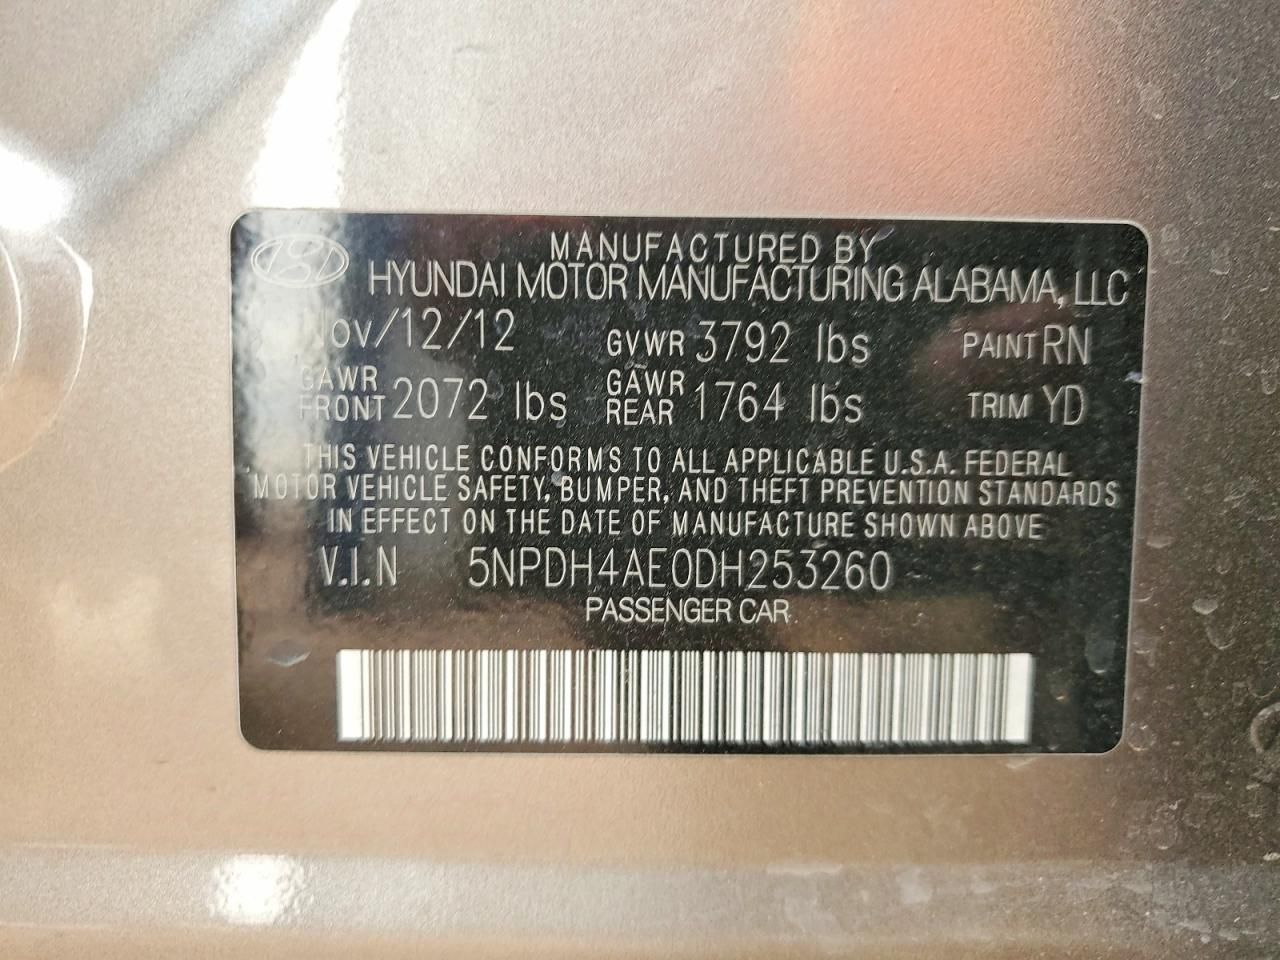 MANUFACTURED BY
HYUNDAI MOTOR MANUFACTURING ALABAMA, LLC
Nov/12/12 GVWR 3792 lbs PAINT RN
GAWR FRONT 2072 lbs GAWR REAR 1764 lbs TRIM YD
THIS VEHICLE CONFORMS TO ALL APPLICABLE U.S.A. FEDERAL
MOTOR VEHICLE SAFETY, BUMPER, AND THEFT PREVENTION STANDARDS
IN EFFECT ON THE DATE OF MANUFACTURE SHOWN ABOVE
V.I.N 5NPDH4AE0DH253260
PASSENGER CAR